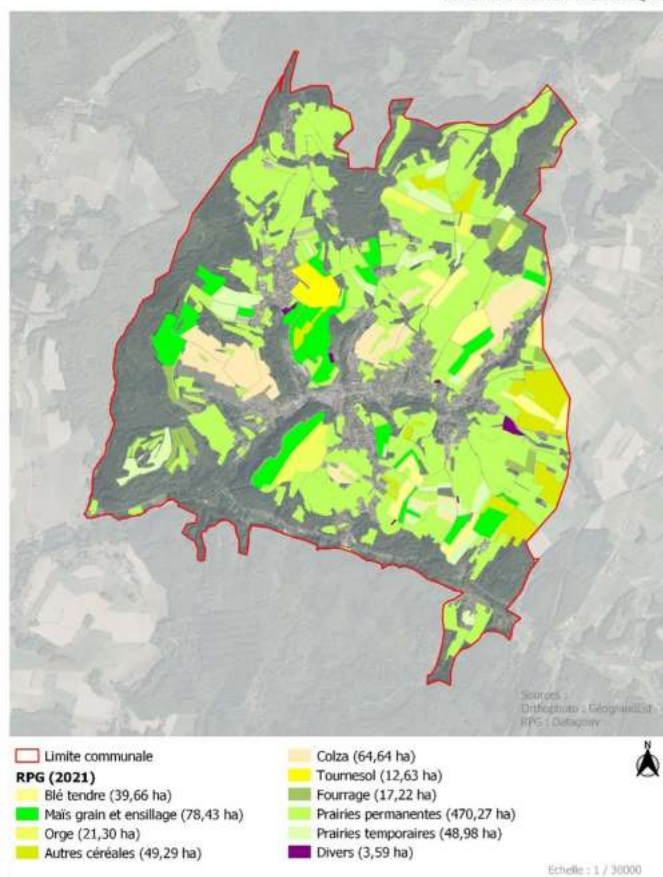 Sources :
Orthophoto : GéograndEst
RPG : Datagouv
Limite communale
RPG (2021)
Blé tendre (39,66 ha)
Maïs grain et ensillage (78,43 ha)
Orge (21,30 ha)
Autres céréales (49,29 ha)
Colza (64,64 ha)
Tournesol (12,63 ha)
Fourrage (17,22 ha)
Prairies permanentes (470,27 ha)
Prairies temporaires (48,98 ha)
Divers (3,59 ha)
N
Echelle : 1 / 30000